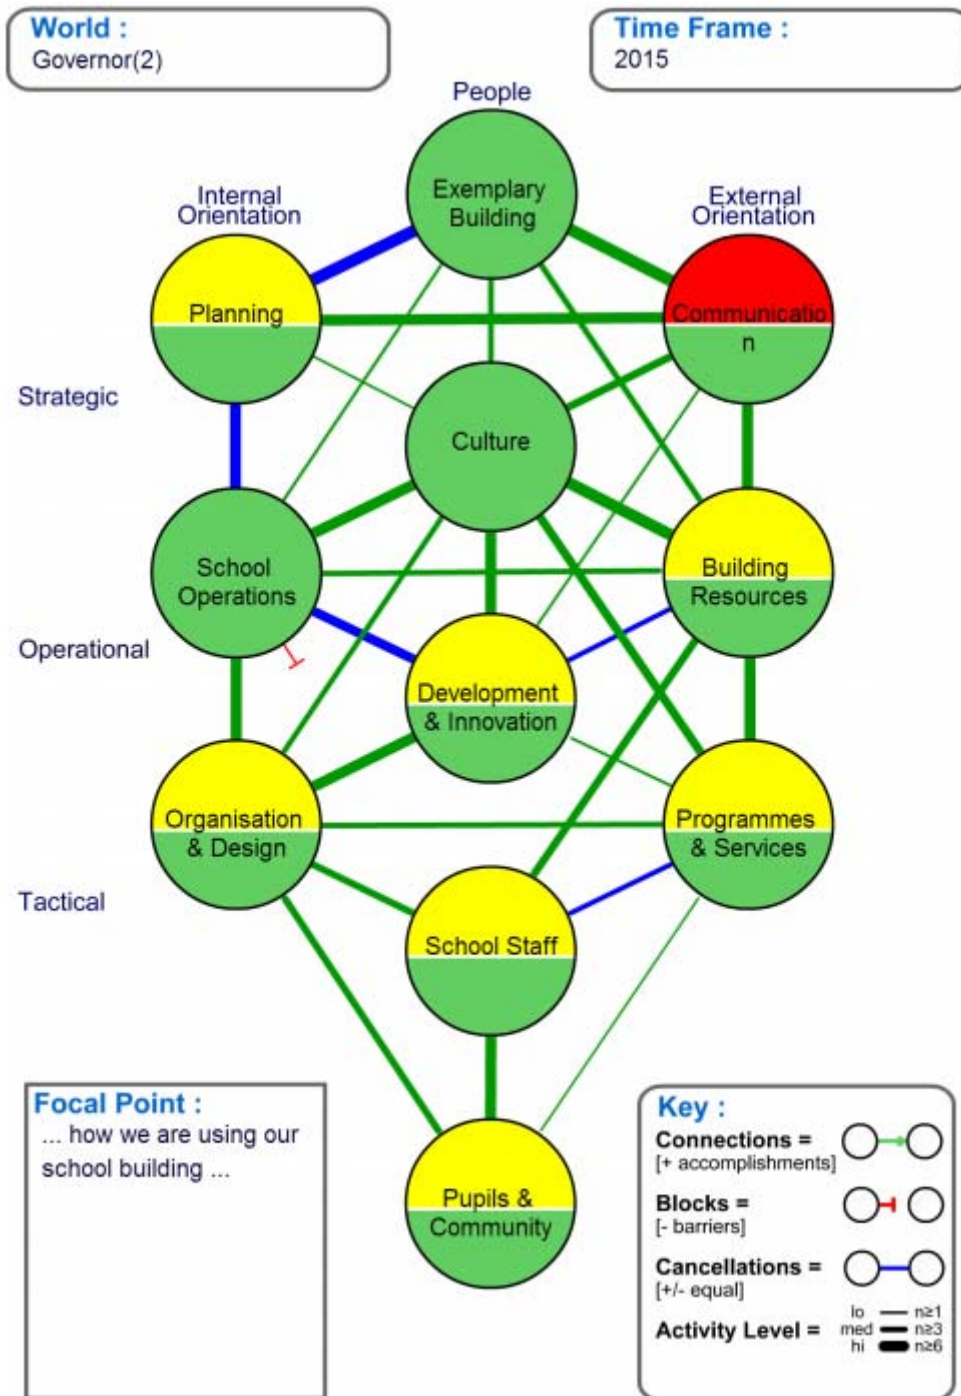 World :
Governor(2)
Time Frame :
2015
People
Internal
Orientation
External
Orientation
Exemplary
Building
Planning
Communicatio
n
Strategic
Culture
School
Operations
Building
Resources
Operational
Development
& Innovation
Organisation
& Design
Programmes
& Services
Tactical
School Staff
Pupils &
Community
Focal Point :
... how we are using our
school building ...
Key :
Connections =
[+ accomplishments]
Blocks =
[- barriers]
Cancellations =
[+/- equal]
Activity Level =
lo n≥1
med n≥3
hi n≥6